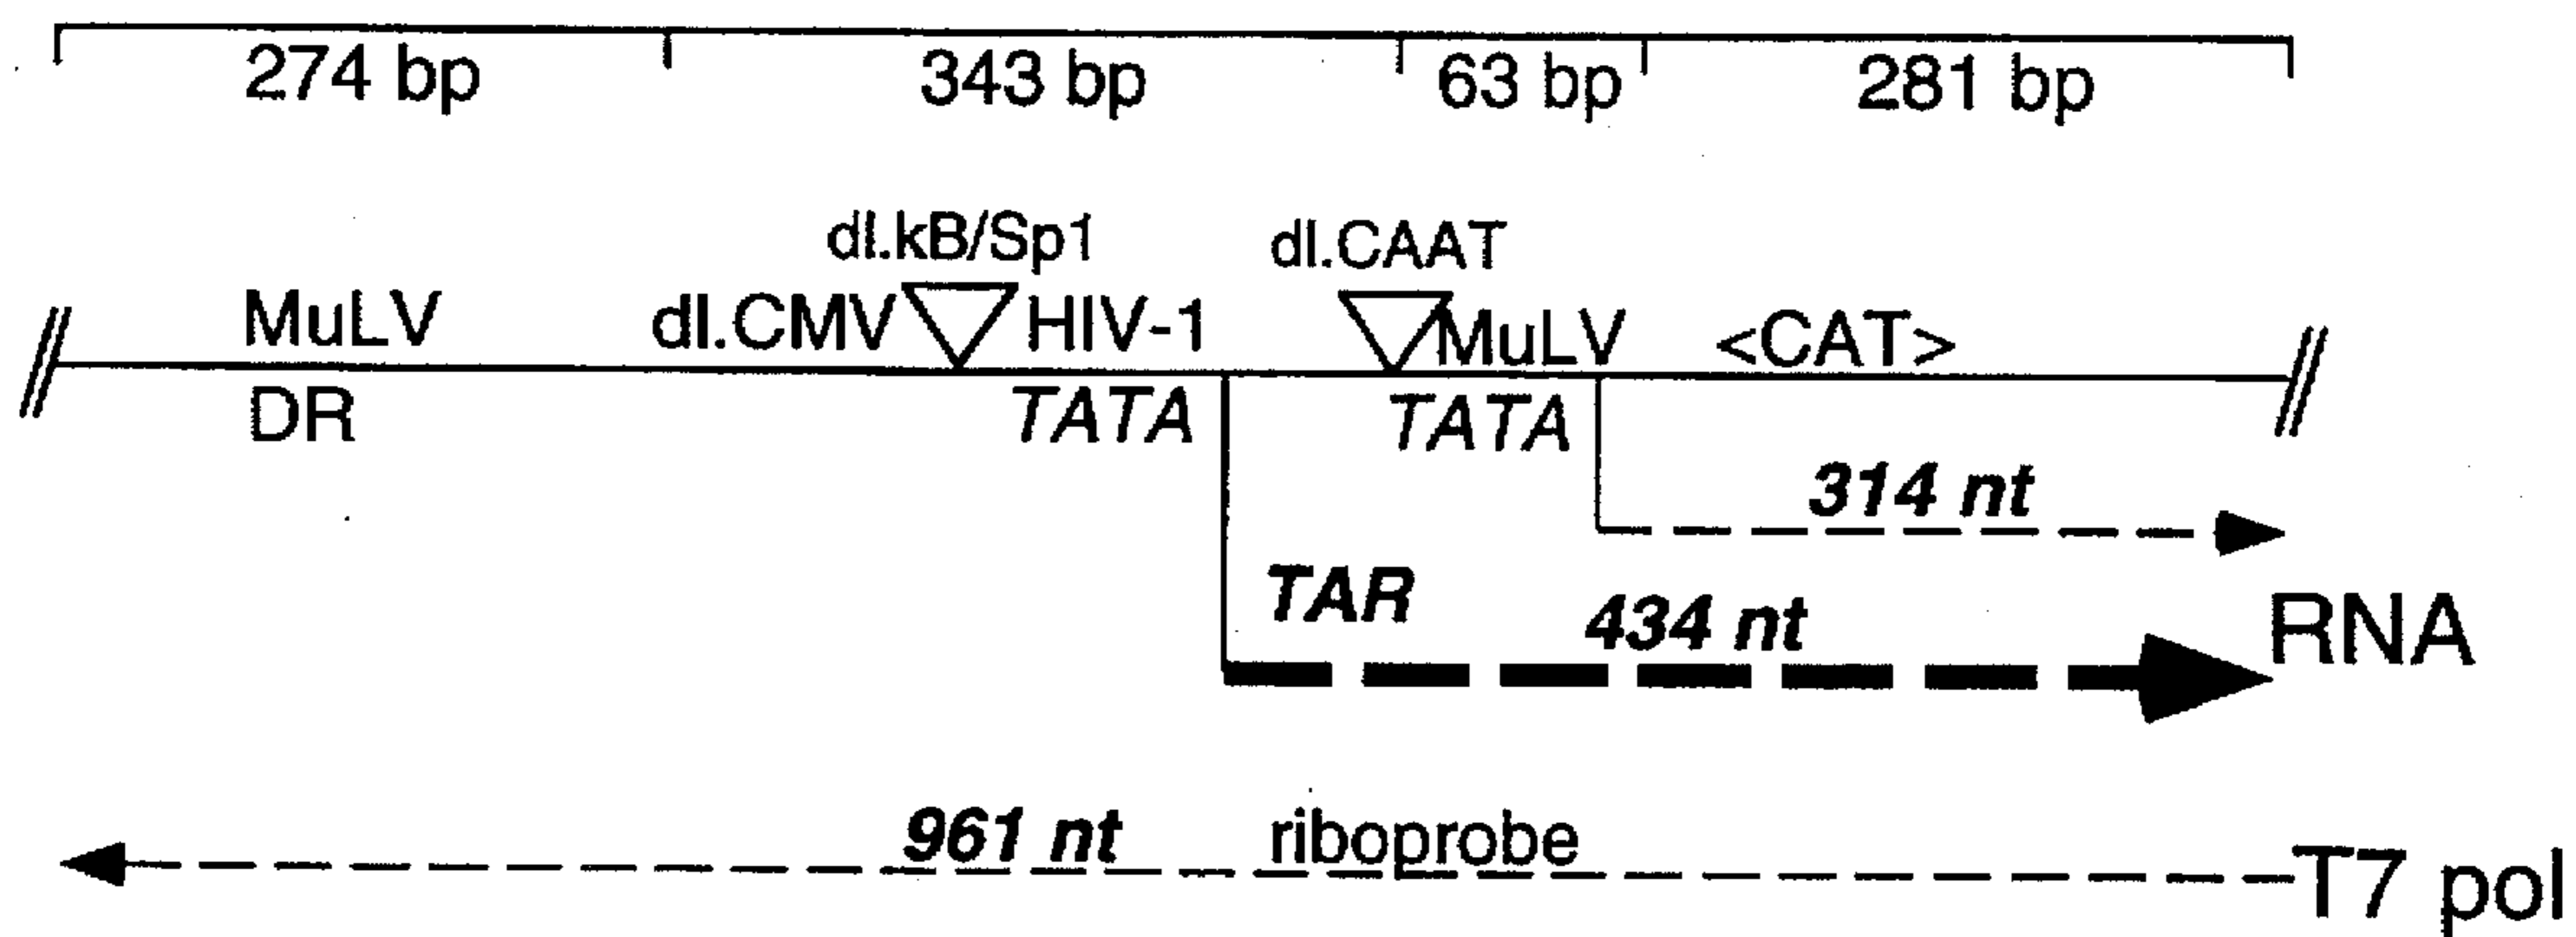 274 bp 343 bp 63 bp 281 bp
dl.kB/Sp1 dl.CAAT
MuLV dl.CMV HIV-1 MuLV <CAT>
DR TATA TATA
314 nt
TAR 434 nt RNA
961 nt riboprobe T7 pol